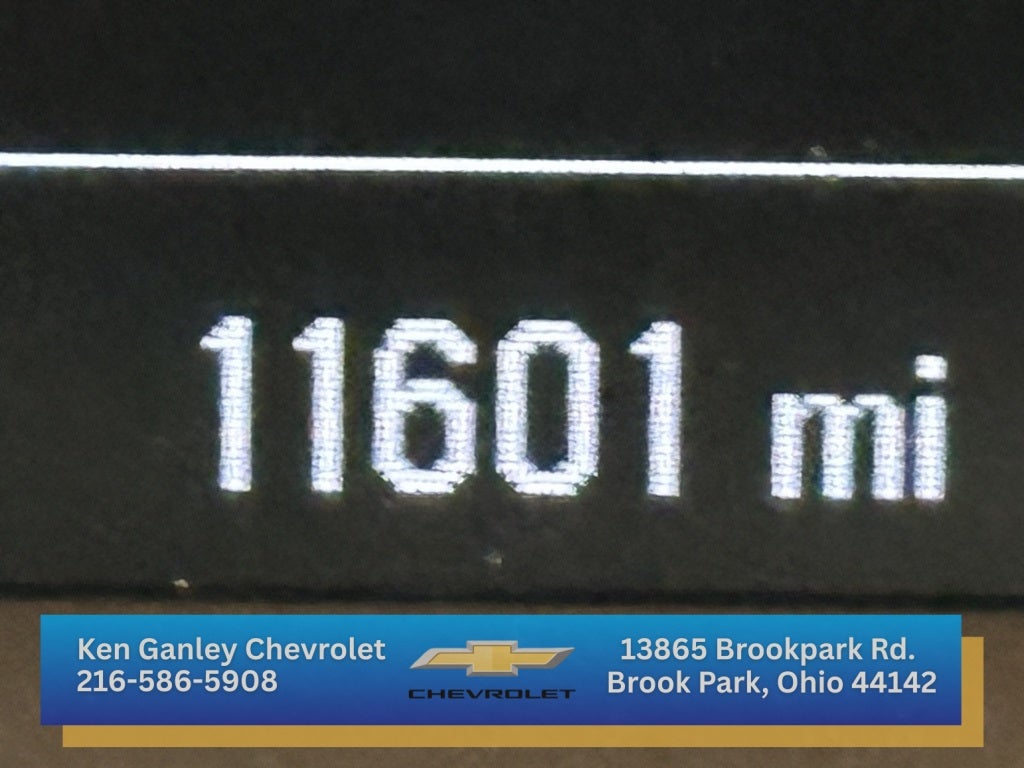 11601 mi
Ken Ganley Chevrolet
216-586-5908
CHEVROLET
13865 Brookpark Rd.
Brook Park, Ohio 44142